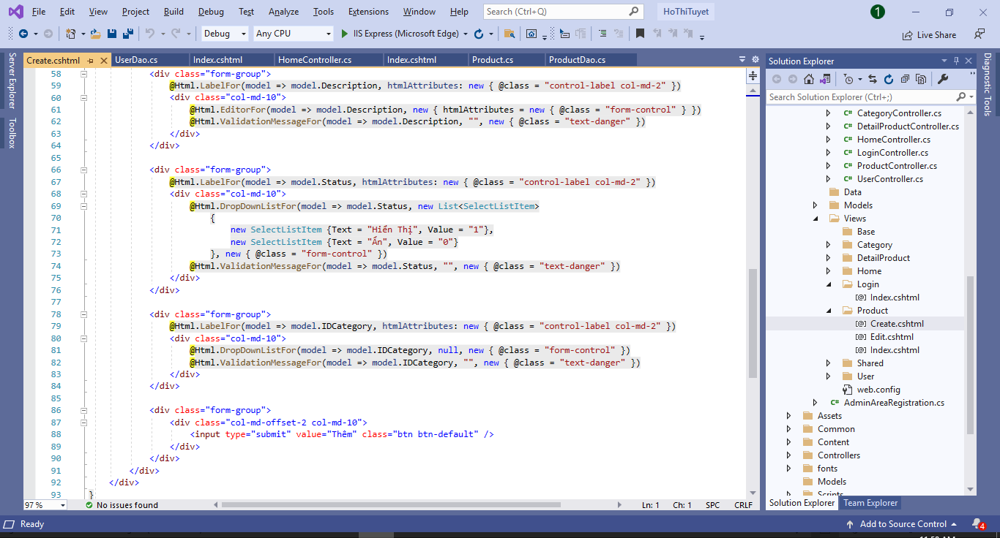 File Edit View Project Build Debug Test Analyze Tools Extensions Window Help Search (Ctrl+Q) HoThiTuyet 1
Debug Any CPU IIS Express (Microsoft Edge) Live Share
Server Explorer
Toolbox
Create.cshtml UserDao.cs Index.cshtml HomeController.cs Index.cshtml Product.cs ProductDao.cs
58 <div class="form-group">
59 @Html.LabelFor(model => model.Description, htmlAttributes: new { @class = "control-label col-md-2" })
60 <div class="col-md-10">
61 @Html.EditorFor(model => model.Description, new { htmlAttributes = new { @class = "form-control" } })
62 @Html.ValidationMessageFor(model => model.Description, "", new { @class = "text-danger" })
63 </div>
64 </div>
65
66 <div class="form-group">
67 @Html.LabelFor(model => model.Status, htmlAttributes: new { @class = "control-label col-md-2" })
68 <div class="col-md-10">
69 @Html.DropDownListFor(model => model.Status, new List<SelectListItem>
70 {
71 new SelectListItem {Text = "Hiển Thị", Value = "1"},
72 new SelectListItem {Text = "Ẩn", Value = "0"}
73 }, new { @class = "form-control" })
74 @Html.ValidationMessageFor(model => model.Status, "", new { @class = "text-danger" })
75 </div>
76 </div>
77
78 <div class="form-group">
79 @Html.LabelFor(model => model.IDCategory, htmlAttributes: new { @class = "control-label col-md-2" })
80 <div class="col-md-10">
81 @Html.DropDownListFor(model => model.IDCategory, null, new { @class = "form-control" })
82 @Html.ValidationMessageFor(model => model.IDCategory, "", new { @class = "text-danger" })
83 </div>
84 </div>
85
86 <div class="form-group">
87 <div class="col-md-offset-2 col-md-10">
88 <input type="submit" value="Thêm" class="btn btn-default" />
89 </div>
90 </div>
91 </div>
92 </div>
93 }
97 % No issues found Ln: 1 Ch: 1 SPC CRLF
Solution Explorer
Search Solution Explorer (Ctrl+;)
C# CategoryController.cs
C# DetailProductController.cs
C# HomeController.cs
C# LoginController.cs
C# ProductController.cs
C# UserController.cs
Data
Models
Views
Base
Category
DetailProduct
Home
Login
[@] Index.cshtml
Product
[@] Create.cshtml
[@] Edit.cshtml
[@] Index.cshtml
Shared
User
web.config
C# AdminAreaRegistration.cs
Assets
Common
Content
Controllers
fonts
Models
Scripts
Solution Explorer Team Explorer
Diagnostic Tools
Ready Add to Source Control 4
11:58 AM